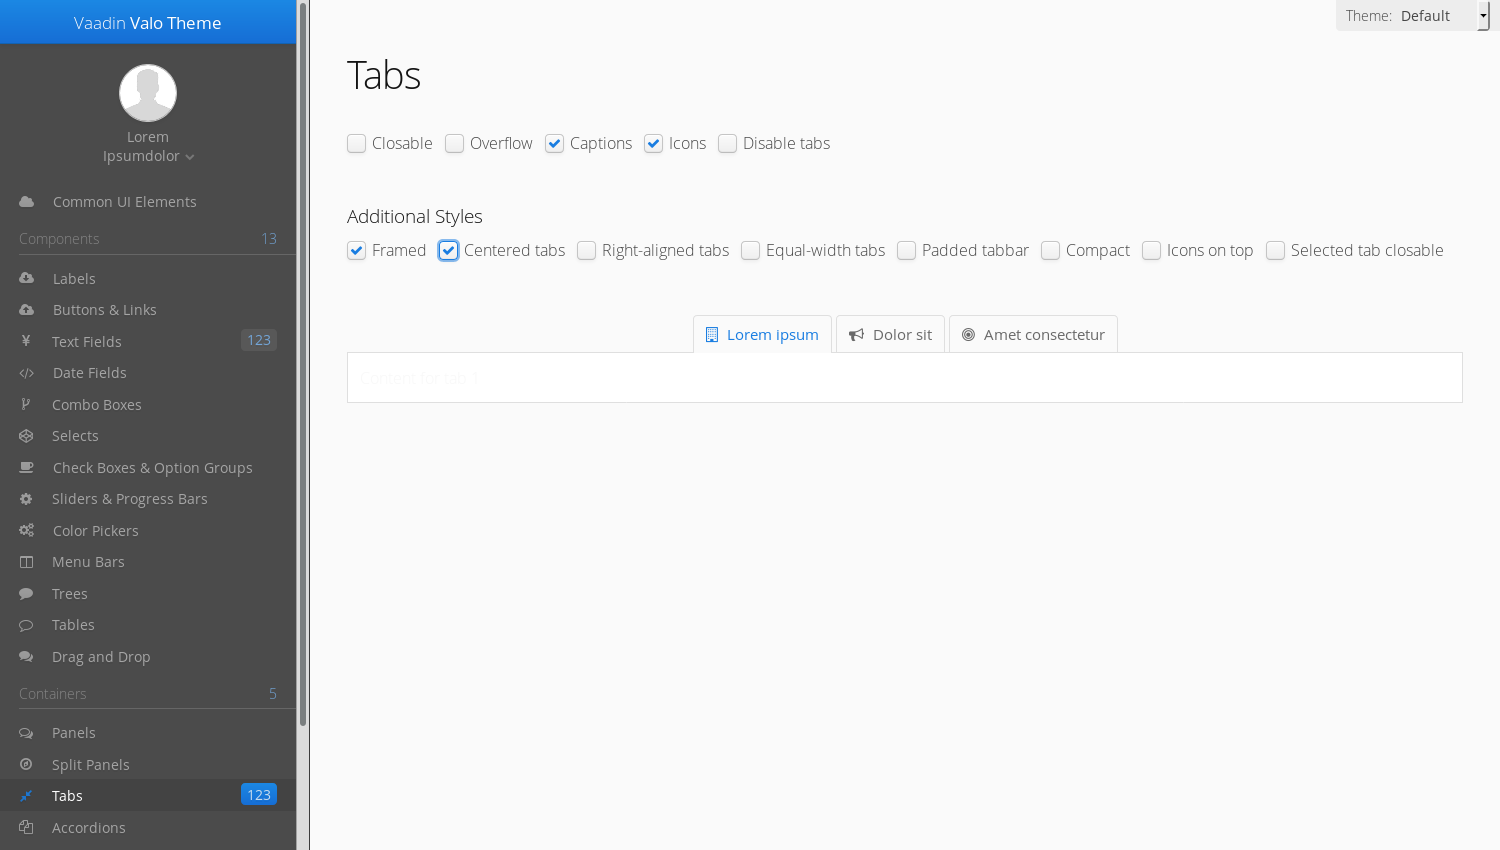 Vaadin Valo Theme
Lorem
Ipsumdolor
Common UI Elements
Components 13
Labels
Buttons & Links
Text Fields 123
Date Fields
Combo Boxes
Selects
Check Boxes & Option Groups
Sliders & Progress Bars
Color Pickers
Menu Bars
Trees
Tables
Drag and Drop
Containers 5
Panels
Split Panels
Tabs 123
Accordions
Theme: Default
Tabs
Closable Overflow Captions Icons Disable tabs
Additional Styles
Framed Centered tabs Right-aligned tabs Equal-width tabs Padded tabbar Compact Icons on top Selected tab closable
Lorem ipsum Dolor sit Amet consectetur
Content for tab 1